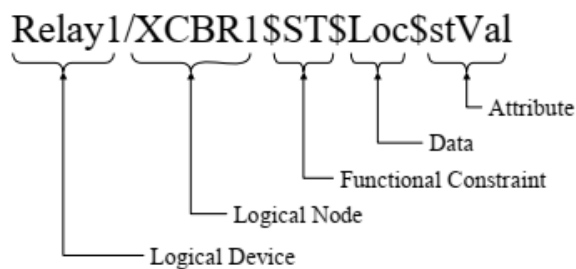 Relay1/XCBR1$ST$Loc$stVal
Attribute
Data
Functional Constraint
Logical Node
Logical Device